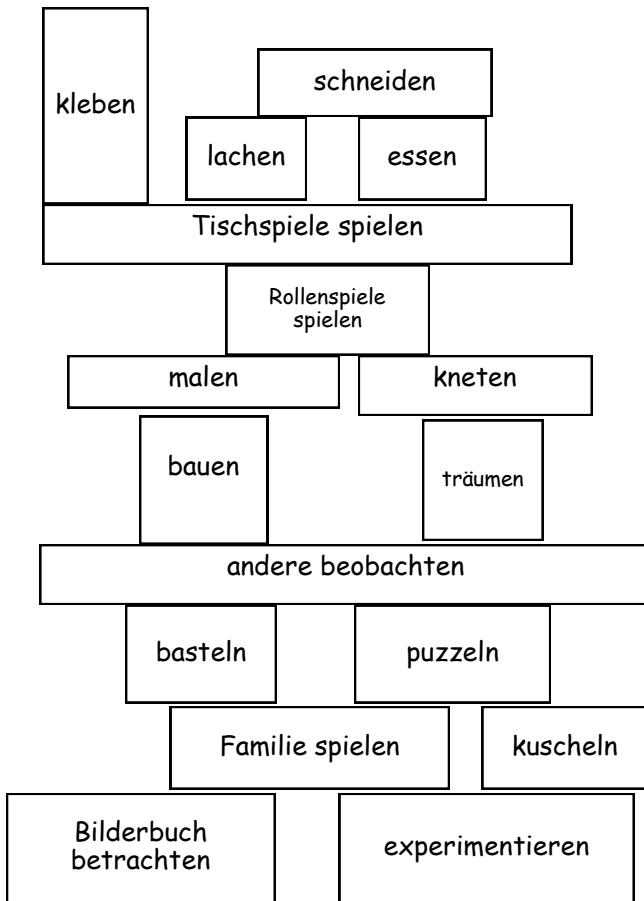 schneiden
kleben
lachen
essen
Tischspiele spielen
Rollenspiele
spielen
malen
kneten
bauen
träumen
andere beobachten
basteln
puzzeln
Familie spielen
kuscheln
Bilderbuch
betrachten
experimentieren